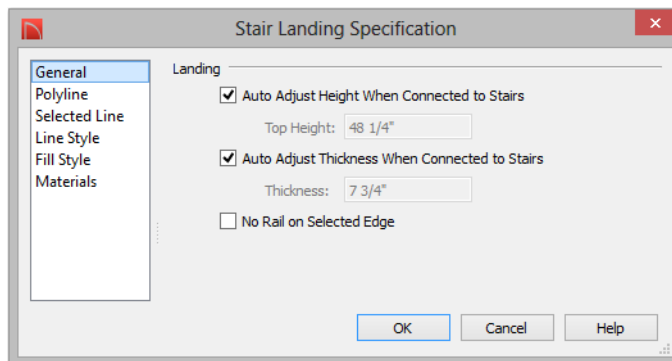 Stair Landing Specification
General
Polyline
Selected Line
Line Style
Fill Style
Materials
Landing
Auto Adjust Height When Connected to Stairs
Top Height: 48 1/4"
Auto Adjust Thickness When Connected to Stairs
Thickness: 7 3/4"
No Rail on Selected Edge
OK Cancel Help